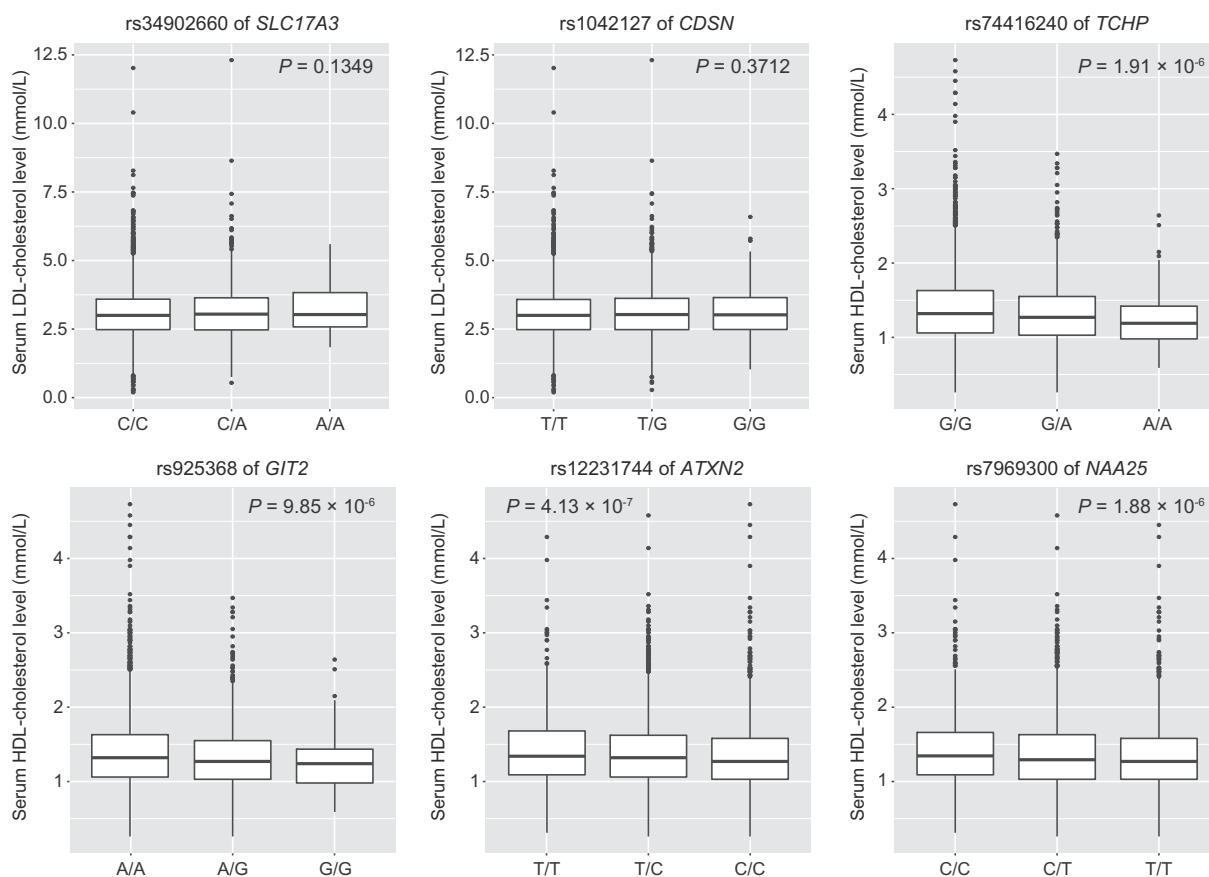 rs34902660 of SLC17A3
P = 0.1349
Serum LDL-cholesterol level (mmol/L)
12.5
10.0
7.5
5.0
2.5
0.0
C/C C/A A/A
rs1042127 of CDSN
P = 0.3712
Serum LDL-cholesterol level (mmol/L)
12.5
10.0
7.5
5.0
2.5
0.0
T/T T/G G/G
rs74416240 of TCHP
P = 1.91 × 10-6
Serum HDL-cholesterol level (mmol/L)
4
3
2
1
G/G G/A A/A
rs925368 of GIT2
P = 9.85 × 10-6
Serum HDL-cholesterol level (mmol/L)
4
3
2
1
A/A A/G G/G
rs12231744 of ATXN2
P = 4.13 × 10-7
Serum HDL-cholesterol level (mmol/L)
4
3
2
1
T/T T/C C/C
rs7969300 of NAA25
P = 1.88 × 10-6
Serum HDL-cholesterol level (mmol/L)
4
3
2
1
C/C C/T T/T